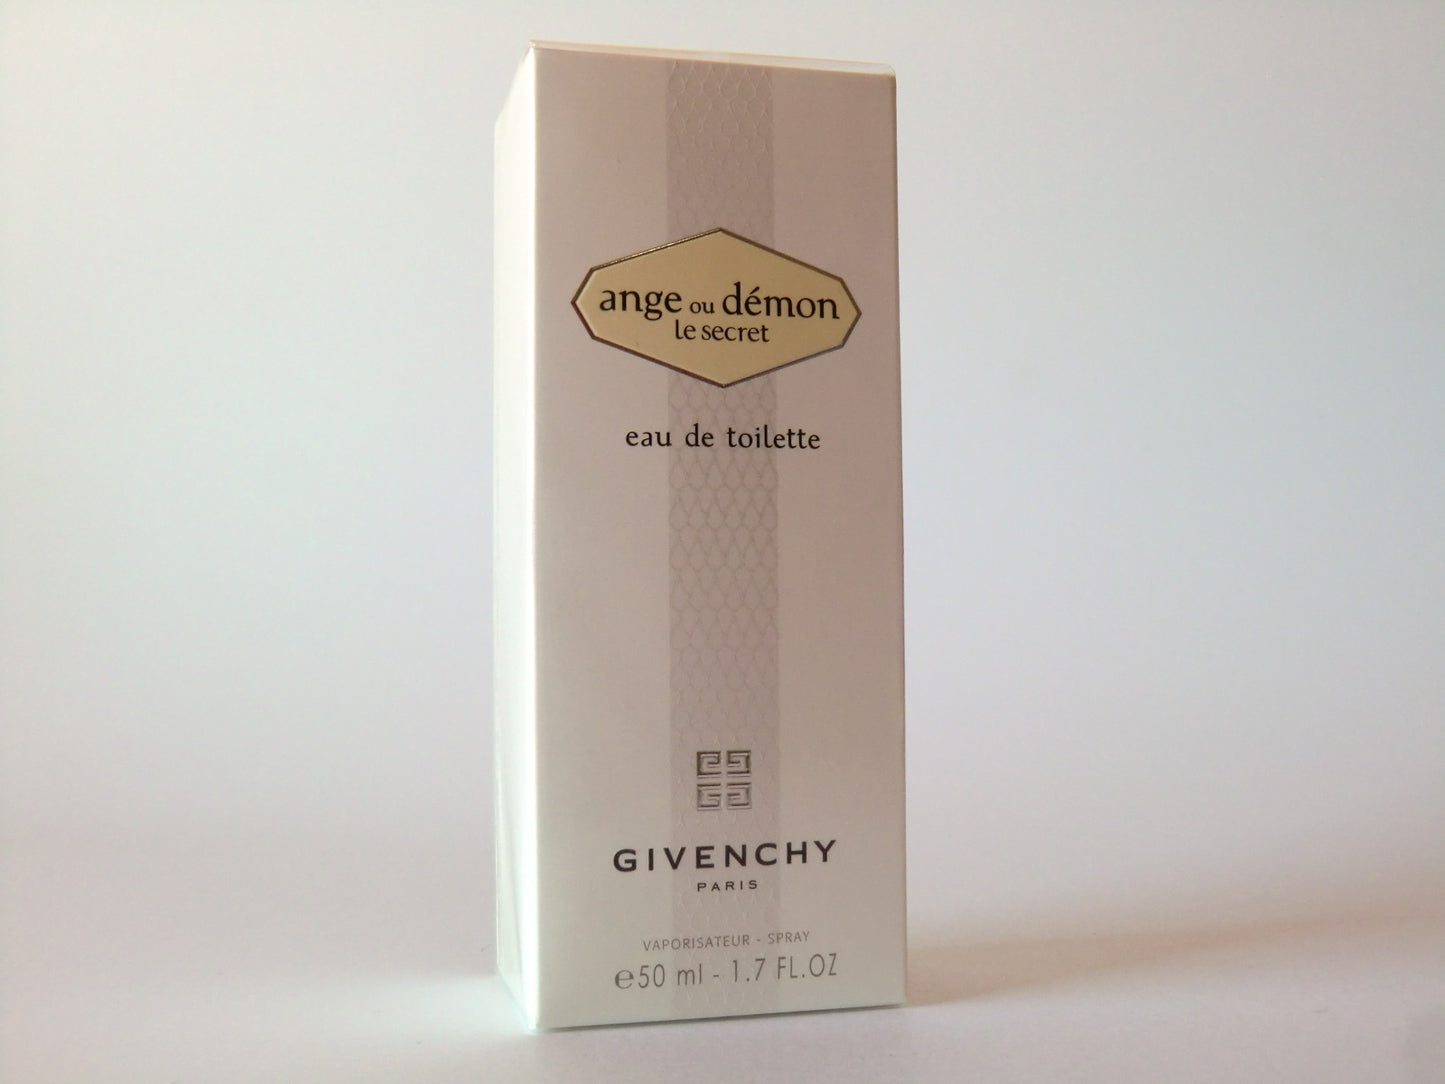 ange ou démon
le secret
eau de toilette
GIVENCHY
PARIS
VAPORISATEUR - SPRAY
℮50 ml - 1.7 FL.OZ